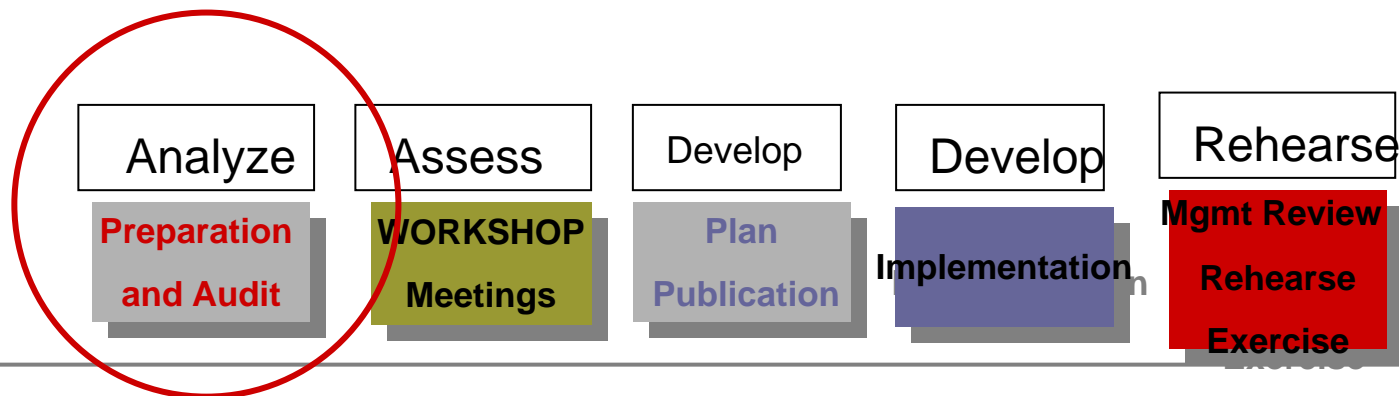 Analyze
Assess
Develop
Develop
Rehearse
Preparation
and Audit
WORKSHOP
Meetings
Plan
Publication
Implementation
Mgmt Review
Rehearse
Exercise